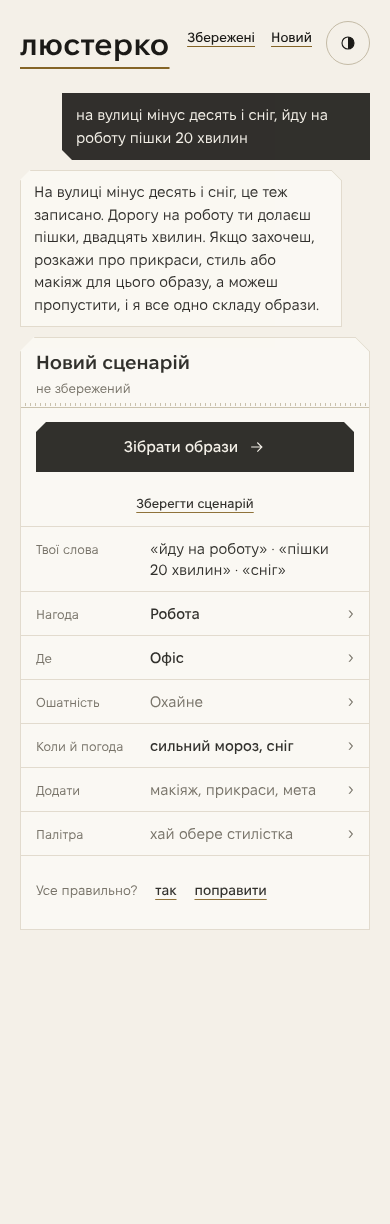 люстерко
Збережені
Новий
на вулиці мінус десять і сніг, йду на
роботу пішки 20 хвилин
На вулиці мінус десять і сніг, це теж
записано. Дорогу на роботу ти долаєш
пішки, двадцять хвилин. Якщо захочеш,
розкажи про прикраси, стиль або
макіяж для цього образу, а можеш
пропустити, і я все одно складу образи.
Новий сценарій
не збережений
Зібрати образи →
Зберегти сценарій
Твої слова
«йду на роботу» · «пішки
20 хвилин» · «сніг»
Нагода Робота
Де Офіс
Ошатність Охайне
Коли й погода сильний мороз, сніг
Додати макіяж, прикраси, мета
Палітра хай обере стилістка
Усе правильно? так поправити